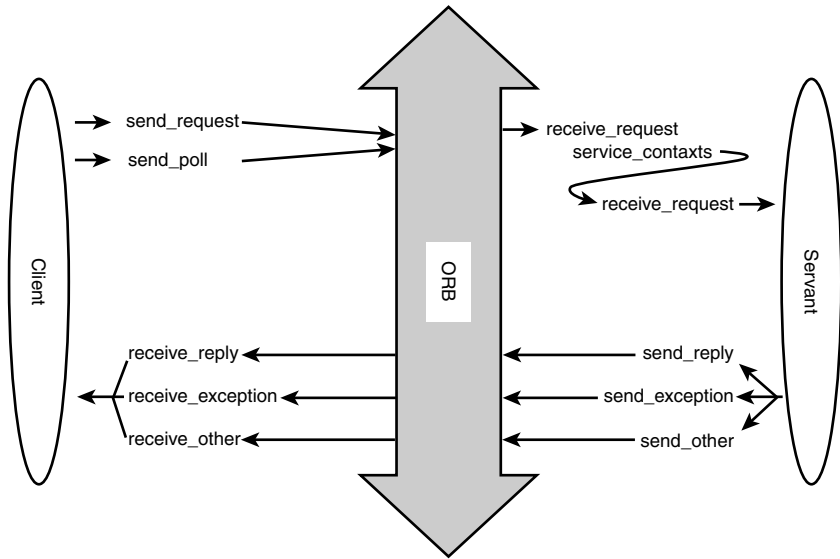 send_request
send_poll
receive_request
service_contaxts
receive_request
Client
ORB
Servant
receive_reply
receive_exception
receive_other
send_reply
send_exception
send_other